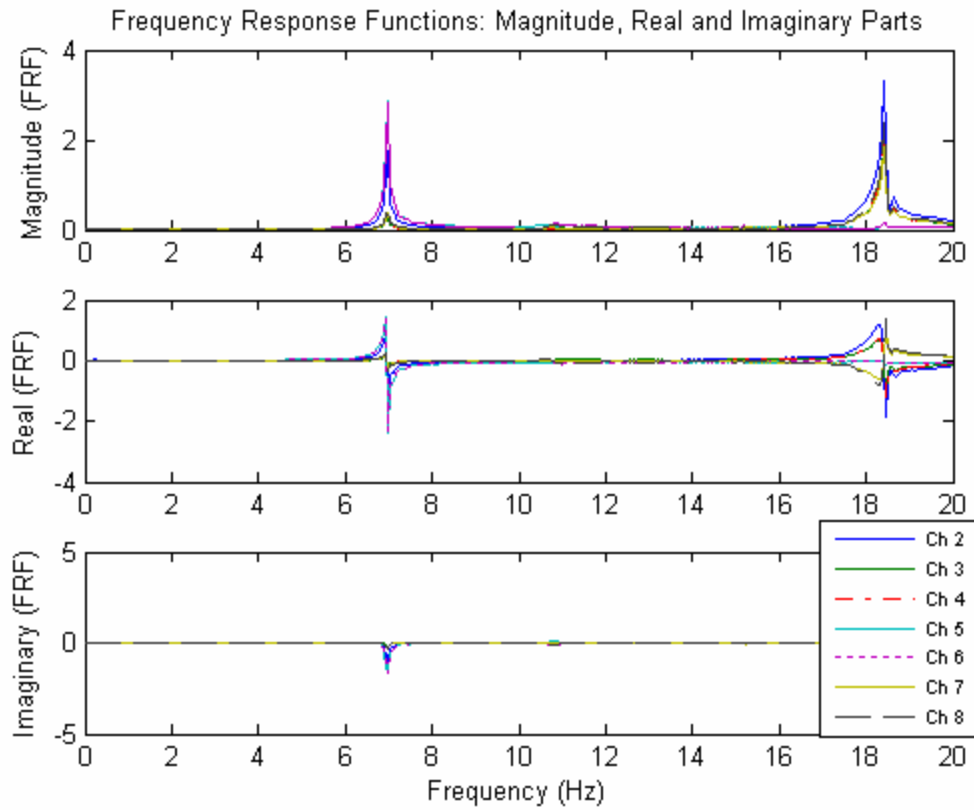 Frequency Response Functions: Magnitude, Real and Imaginary Parts
Magnitude (FRF)
4
2
0
0 2 4 6 8 10 12 14 16 18 20
Real (FRF)
2
0
-2
-4
0 2 4 6 8 10 12 14 16 18 20
Imaginary (FRF)
5
0
-5
0 2 4 6 8 10 12 14 16 18 20
Frequency (Hz)
Ch 2
Ch 3
Ch 4
Ch 5
Ch 6
Ch 7
Ch 8